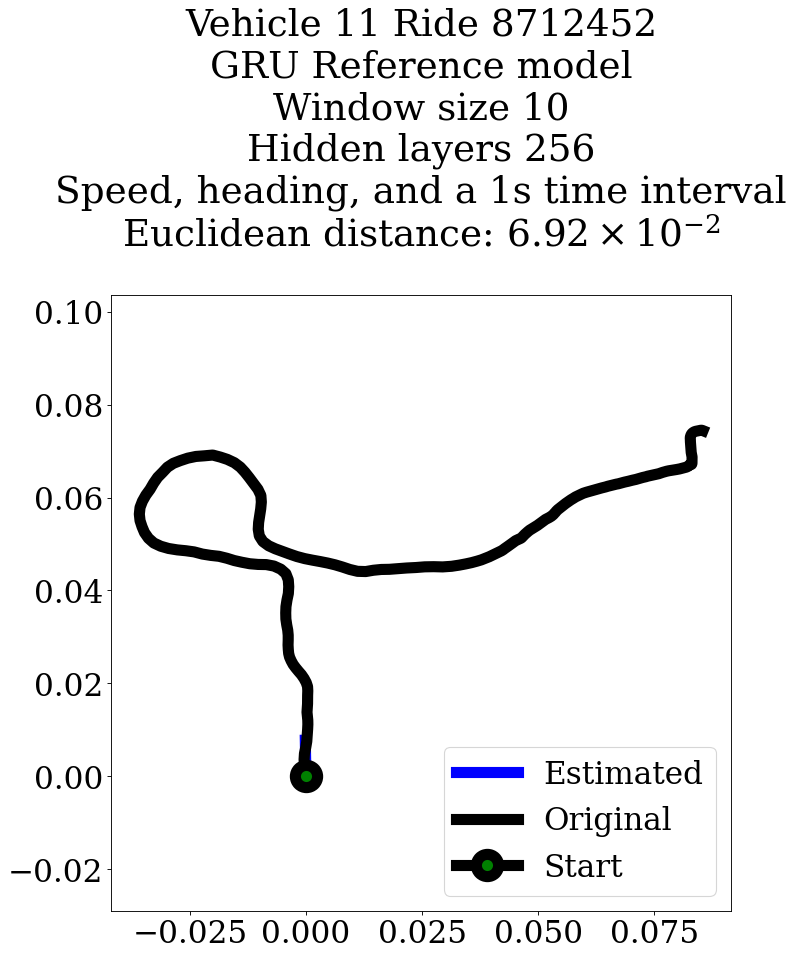 Vehicle 11 Ride 8712452
GRU Reference model
Window size 10
Hidden layers 256
Speed, heading, and a 1s time interval
Euclidean distance: 6.92 × 10⁻²
0.10
0.08
0.06
0.04
0.02
0.00
−0.02
Estimated
Original
Start
−0.025 0.000 0.025 0.050 0.075